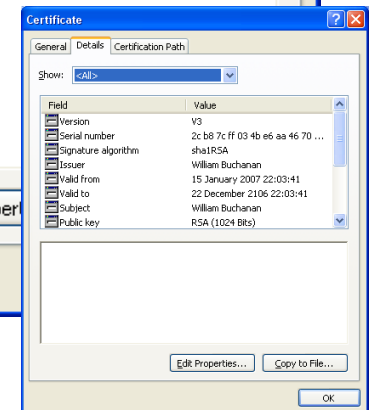 Certificate
General Details Certification Path
Show: <All>
Field Value
Version V3
Serial number 2c b8 7c ff 03 4b e6 aa 46 70 ...
Signature algorithm sha1RSA
Issuer William Buchanan
Valid from 15 January 2007 22:03:41
Valid to 22 December 2106 22:03:41
Subject William Buchanan
Public key RSA (1024 Bits)
Edit Properties... Copy to File...
OK